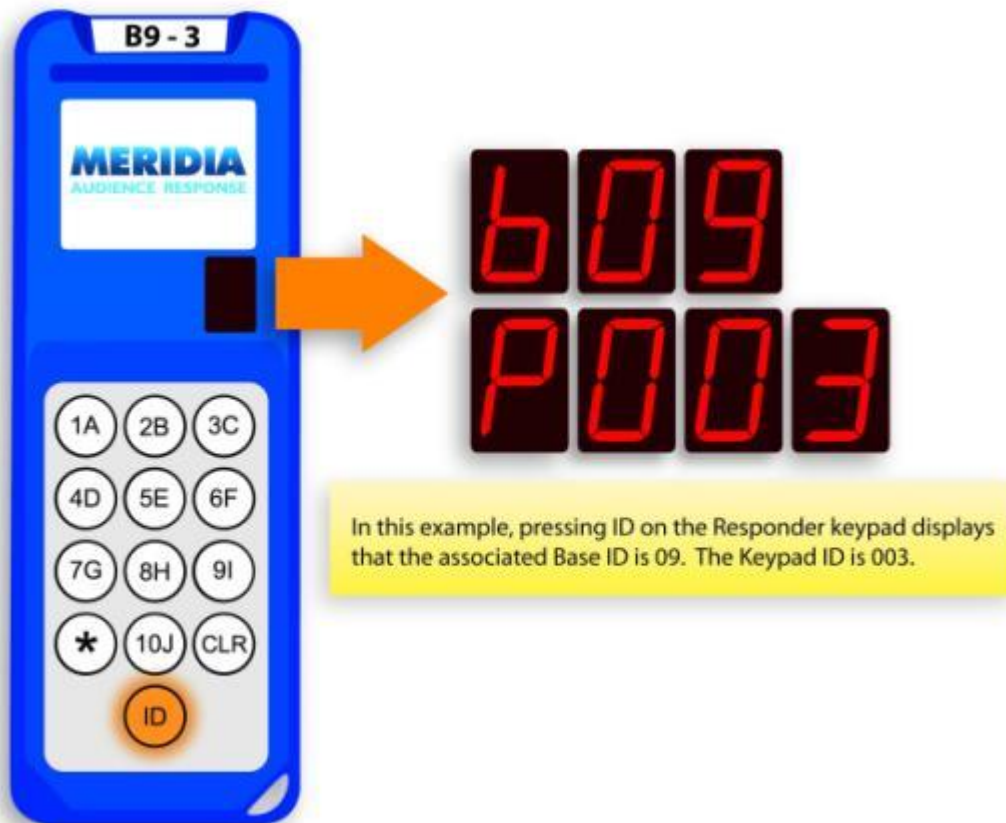 B9 - 3
MERIDIA
AUDIENCE RESPONSE
b09
P003
1A 2B 3C
4D 5E 6F
7G 8H 9I
* 10J CLR
ID
In this example, pressing ID on the Responder keypad displays
that the associated Base ID is 09. The Keypad ID is 003.